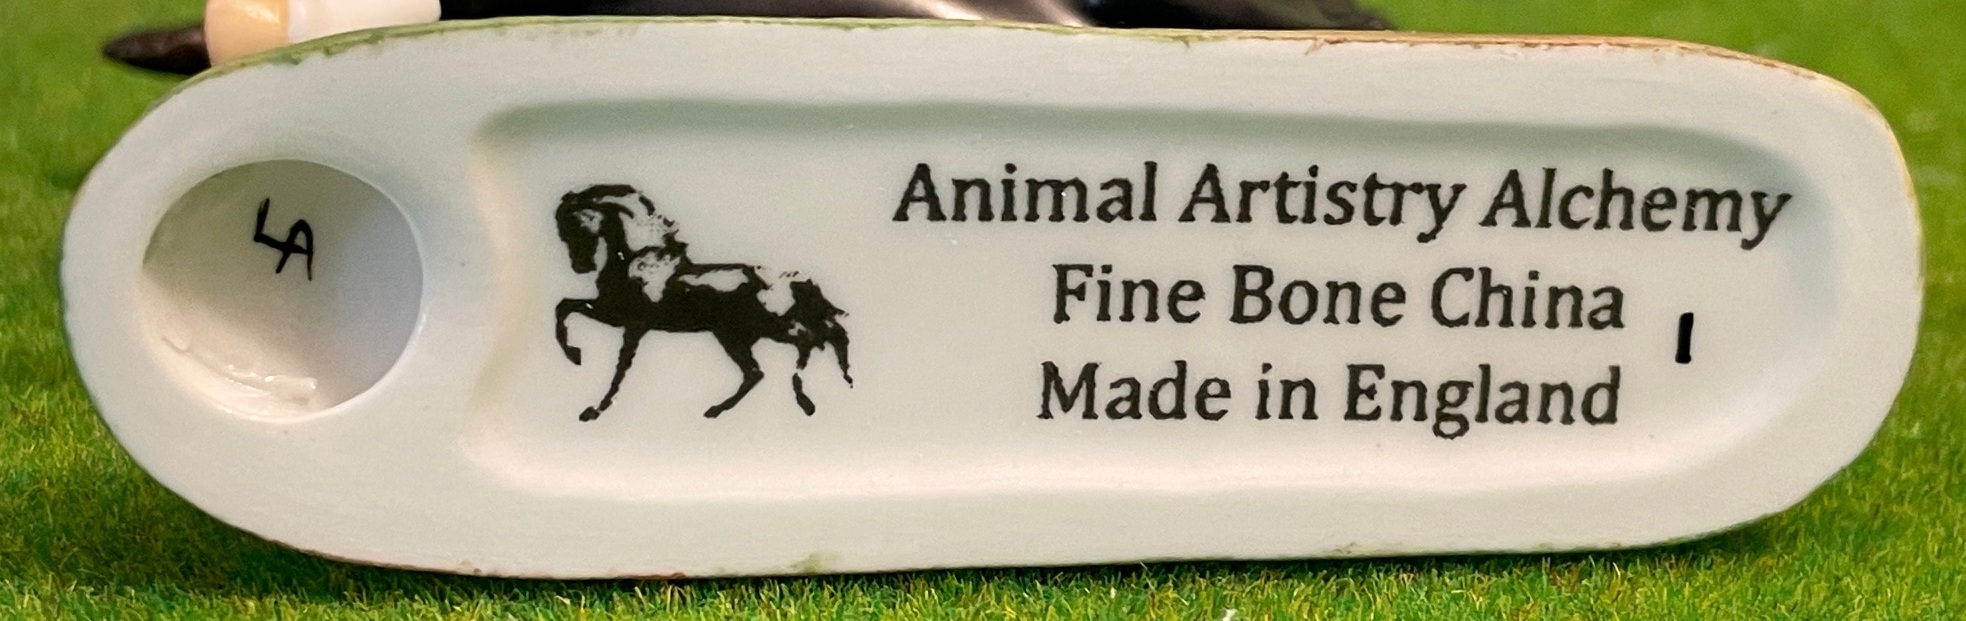 LA
Animal Artistry Alchemy
Fine Bone China
Made in England
1